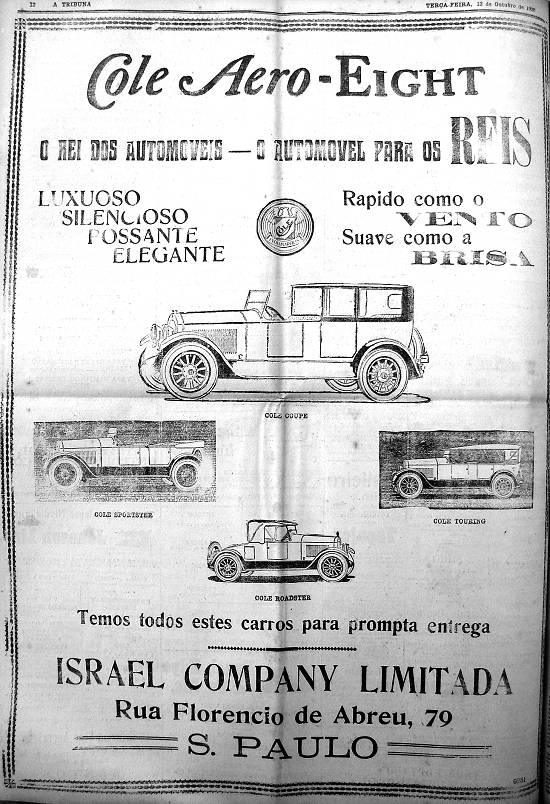 12 A TRIBUNA
TERÇA-FEIRA, 12 de Outubro de
Cole Aero-EIGHT
O REI DOS AUTOMOVEIS — O AUTOMOVEL PARA OS REIS
LUXUOSO
SILENCIOSO
POSSANTE
ELEGANTE
Rapido como o
VENTO
Suave como a
BRISA
COLE COUPE
COLE SPORTSTER
COLE TOURING
COLE ROADSTER
Temos todos estes carros para prompta entrega
ISRAEL COMPANY LIMITADA
Rua Florencio de Abreu, 79
S. PAULO